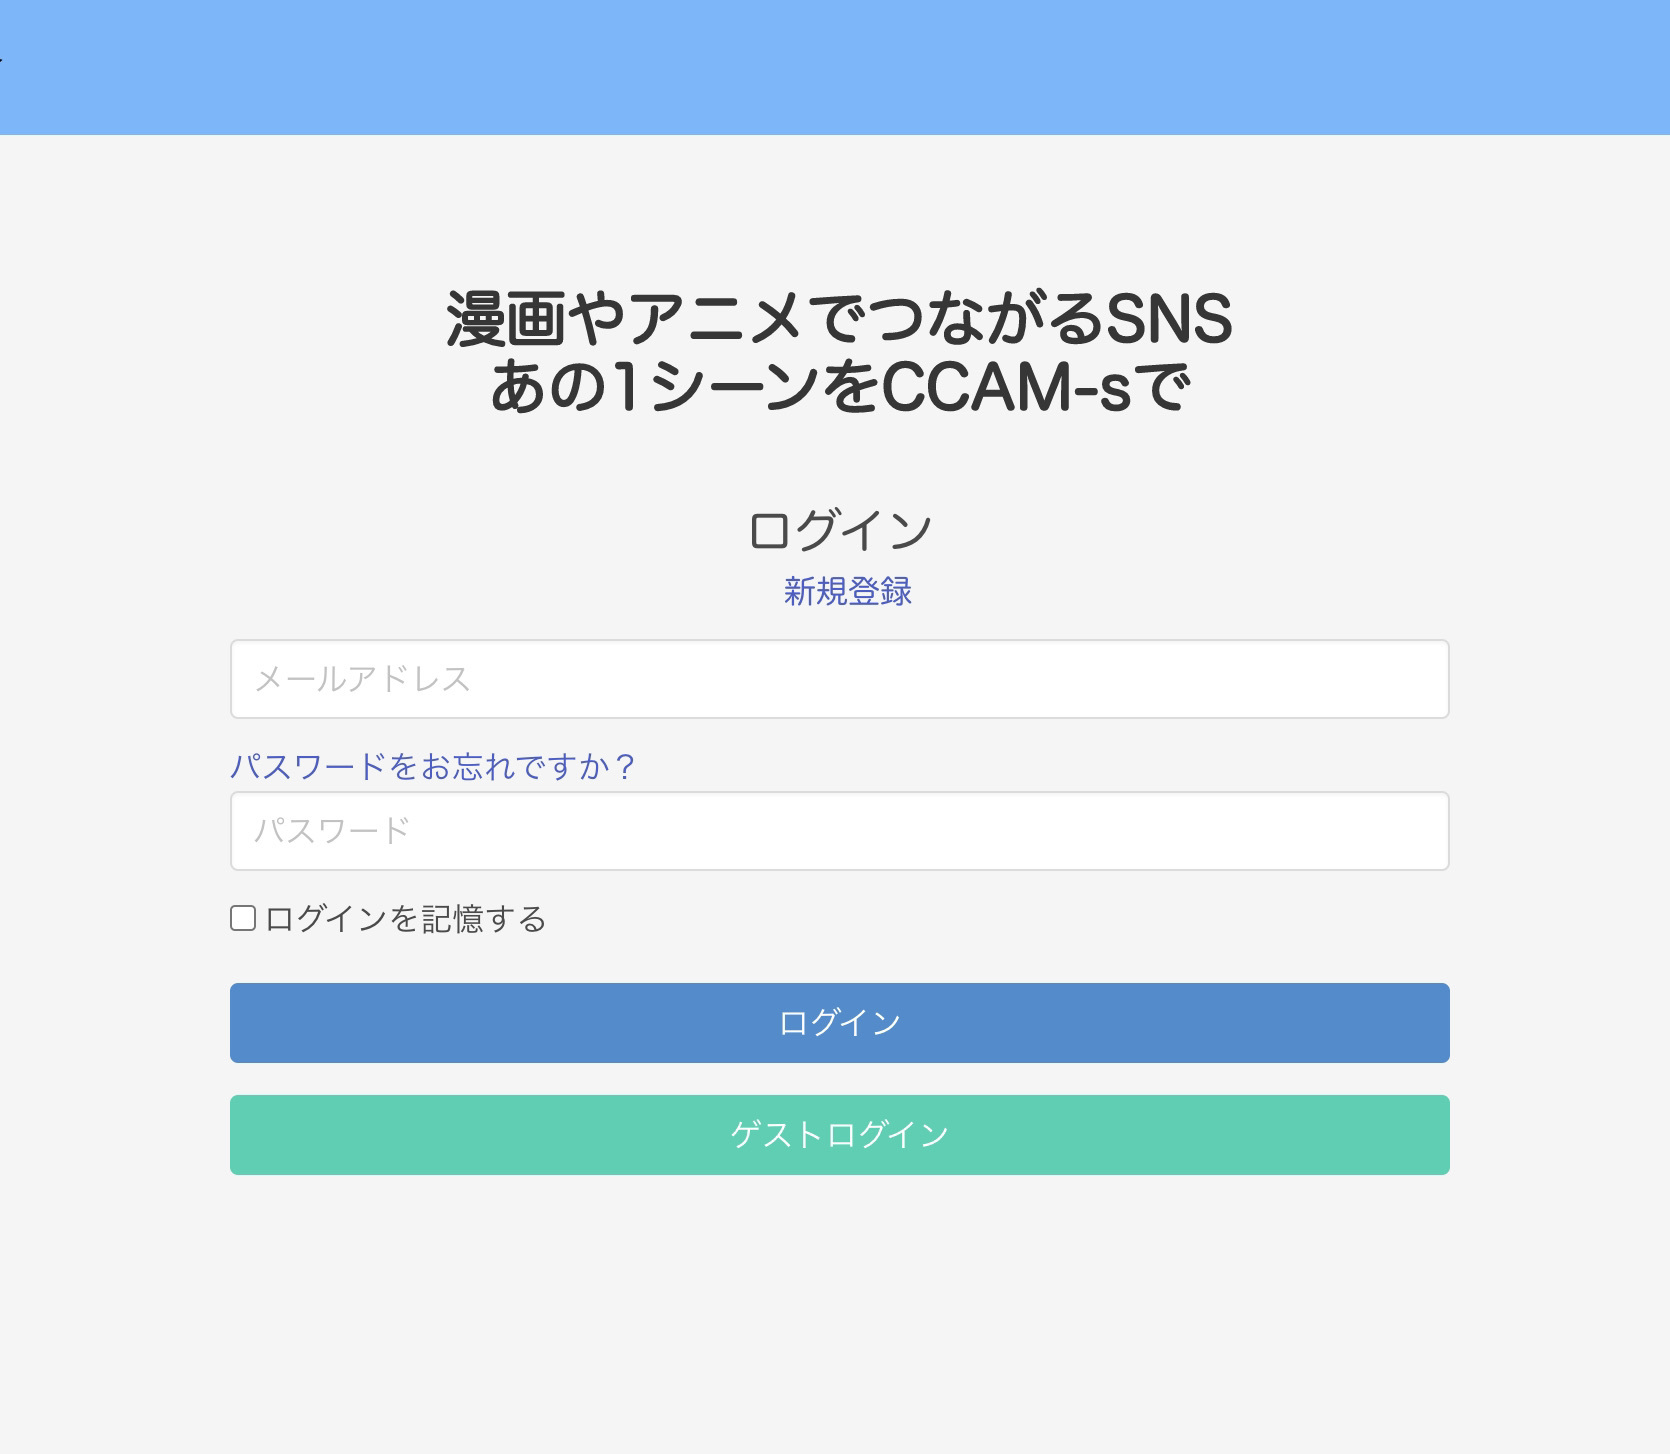 漫画やアニメでつながるSNS
あの1シーンをCCAM-sで
ログイン
新規登録
メールアドレス
パスワードをお忘れですか？
パスワード
ログインを記憶する
ログイン
ゲストログイン